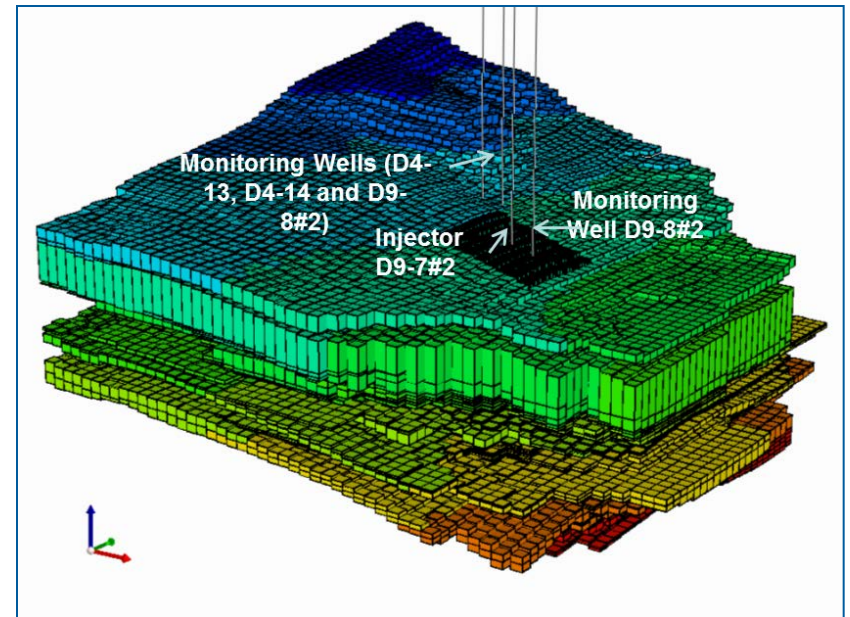 Monitoring Wells (D4-
13, D4-14 and D9-
8#2)
Injector
D9-7#2
Monitoring
Well D9-8#2